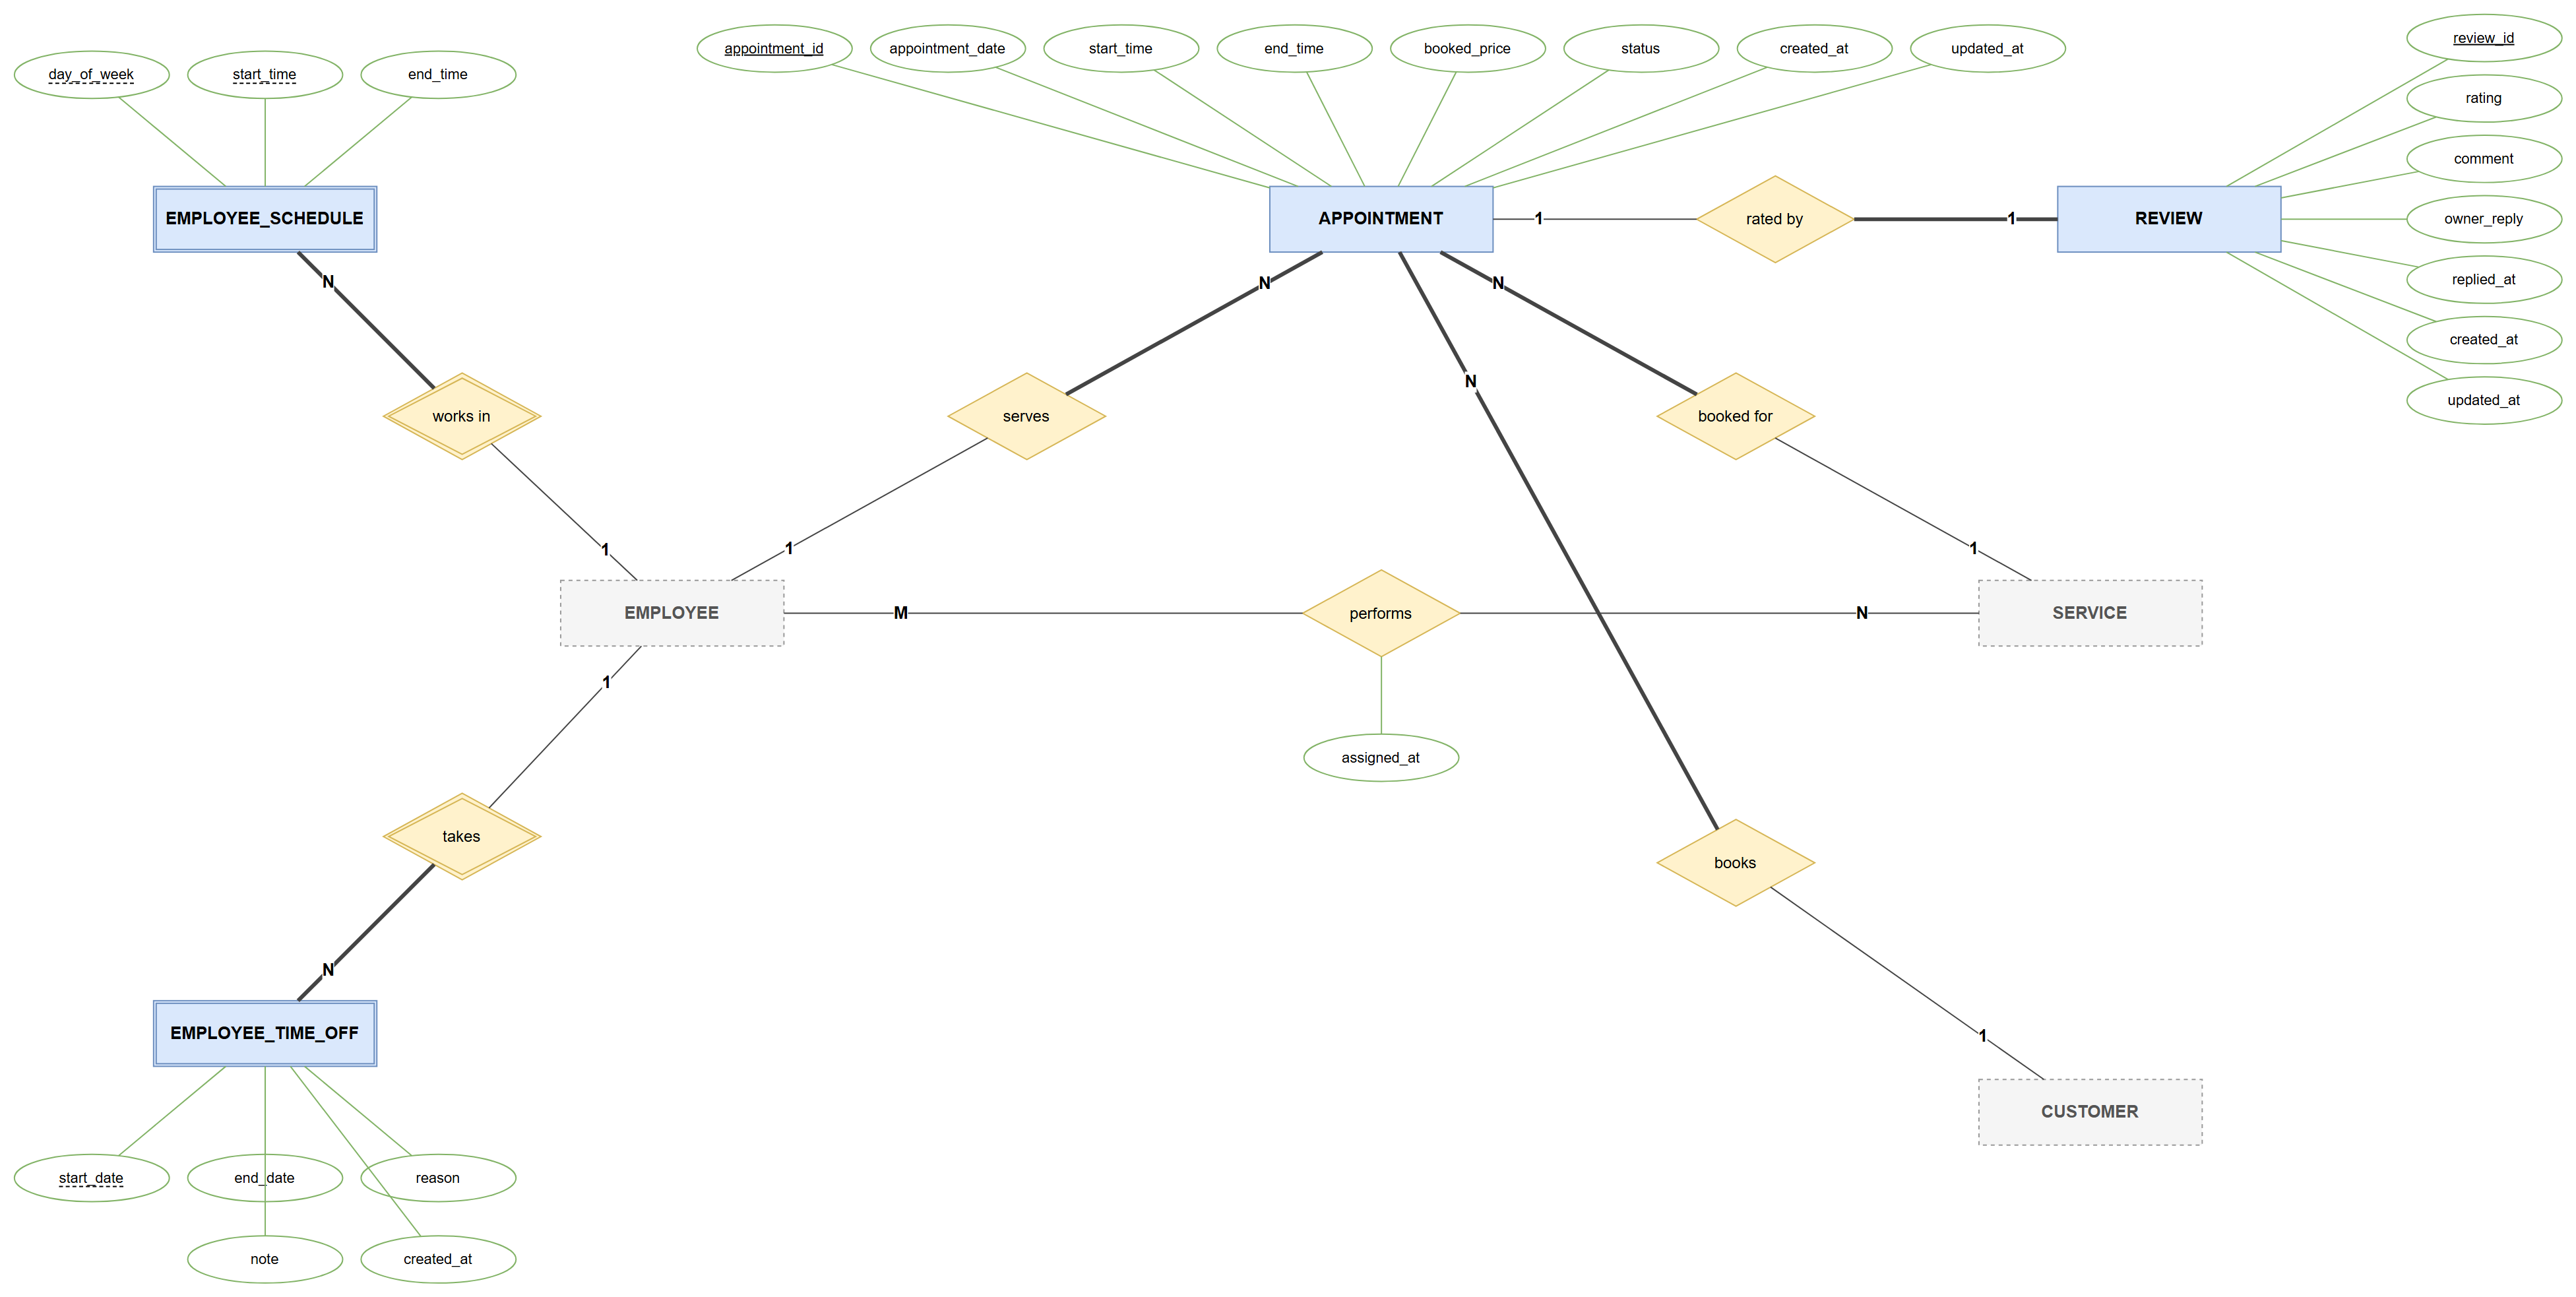 review_id
appointment_id
appointment_date
start_time
end_time
booked_price
status
created_at
updated_at
day_of_week
start_time
end_time
rating
comment
EMPLOYEE_SCHEDULE
APPOINTMENT
1
rated by
1
REVIEW
owner_reply
replied_at
created_at
updated_at
N
N
N
N
works in
serves
booked for
1
1
1
EMPLOYEE
M
performs
N
SERVICE
1
assigned_at
takes
books
N
1
EMPLOYEE_TIME_OFF
CUSTOMER
start_date
end_date
reason
note
created_at